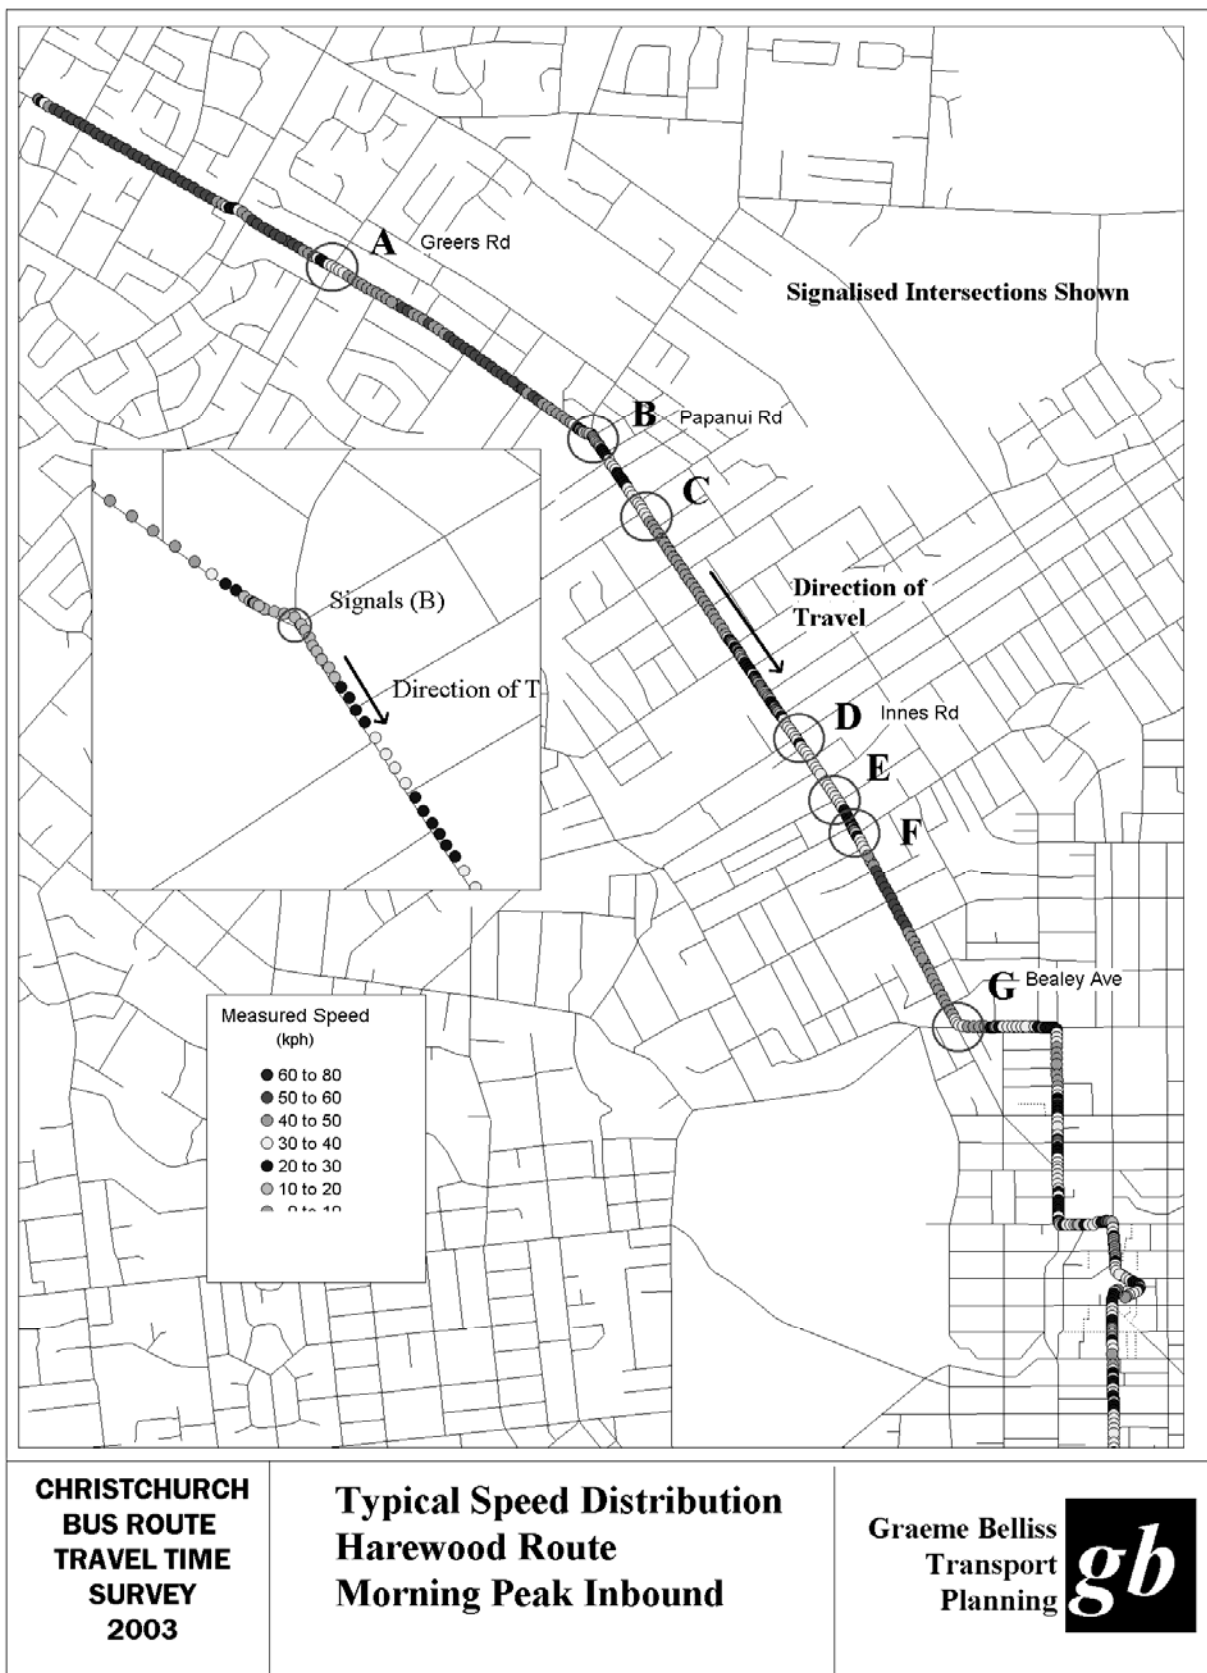 A Greers Rd
Signalised Intersections Shown
B Papanui Rd
C
Signals (B)
Direction of
Travel
Direction of T
D Innes Rd
E
F
G Bealey Ave
Measured Speed
(kph)
60 to 80
50 to 60
40 to 50
30 to 40
20 to 30
10 to 20
0 to 10
CHRISTCHURCH
BUS ROUTE
TRAVEL TIME
SURVEY
2003
Typical Speed Distribution
Harewood Route
Morning Peak Inbound
Graeme Belliss
Transport
Planning
gb